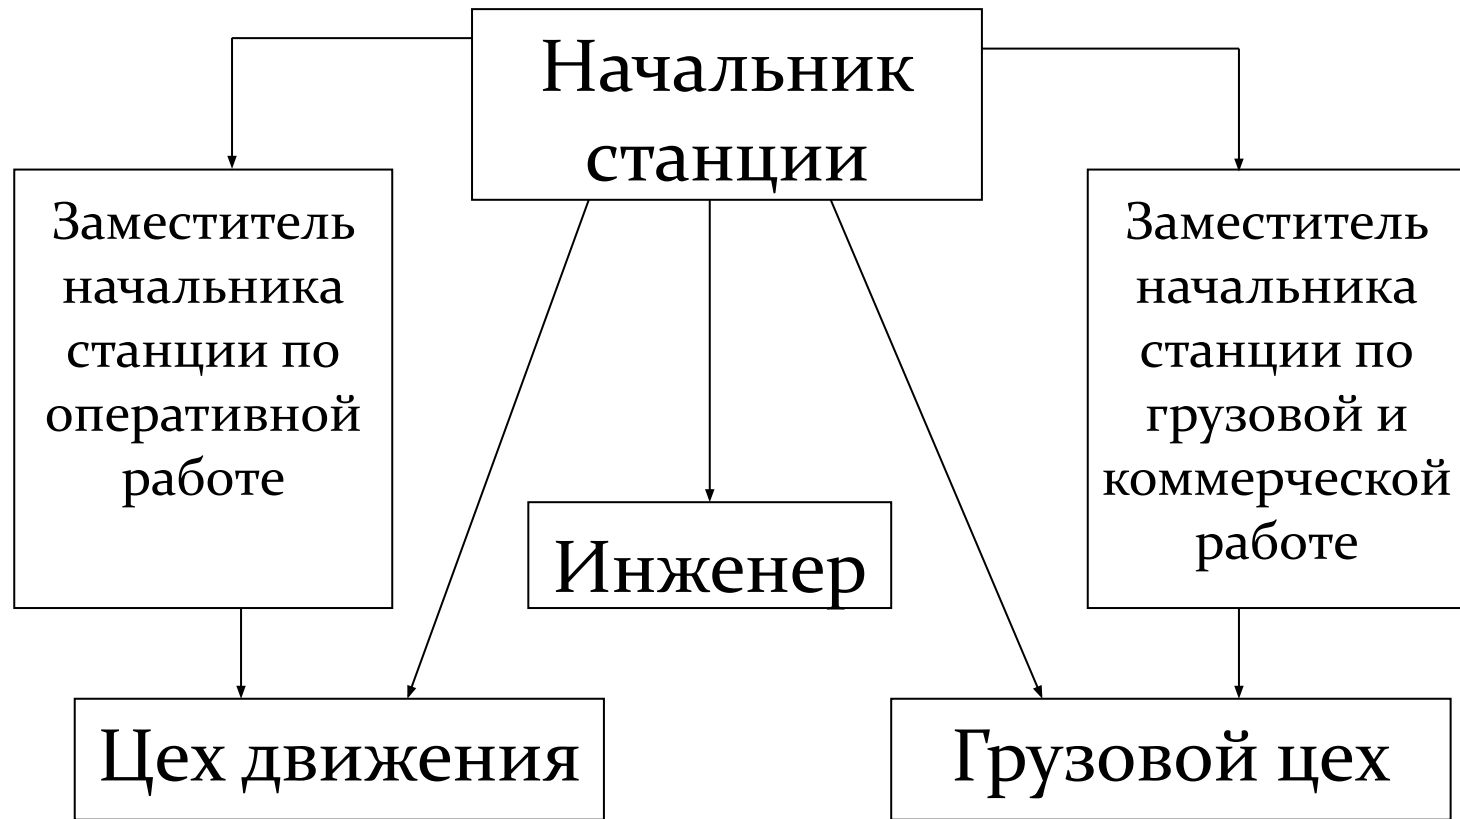 Начальник
станции
Заместитель
начальника
станции по
оперативной
работе
Заместитель
начальника
станции по
грузовой и
коммерческой
работе
Инженер
Цех движения
Грузовой цех